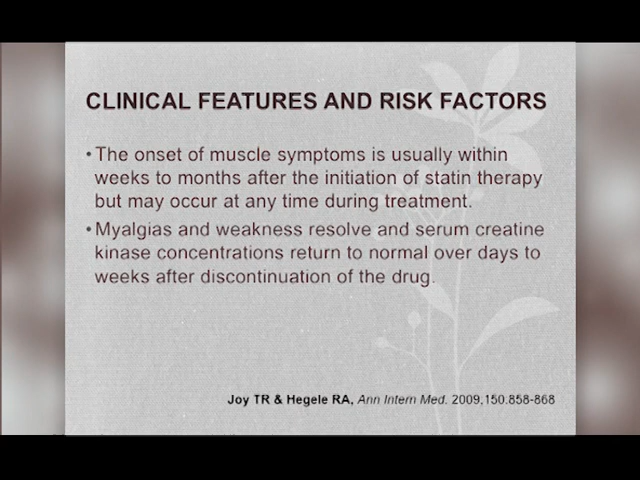 CLINICAL FEATURES AND RISK FACTORS
• The onset of muscle symptoms is usually within
weeks to months after the initiation of statin therapy
but may occur at any time during treatment.
• Myalgias and weakness resolve and serum creatine
kinase concentrations return to normal over days to
weeks after discontinuation of the drug.
Joy TR & Hegele RA, Ann Intern Med. 2009,150.858-868